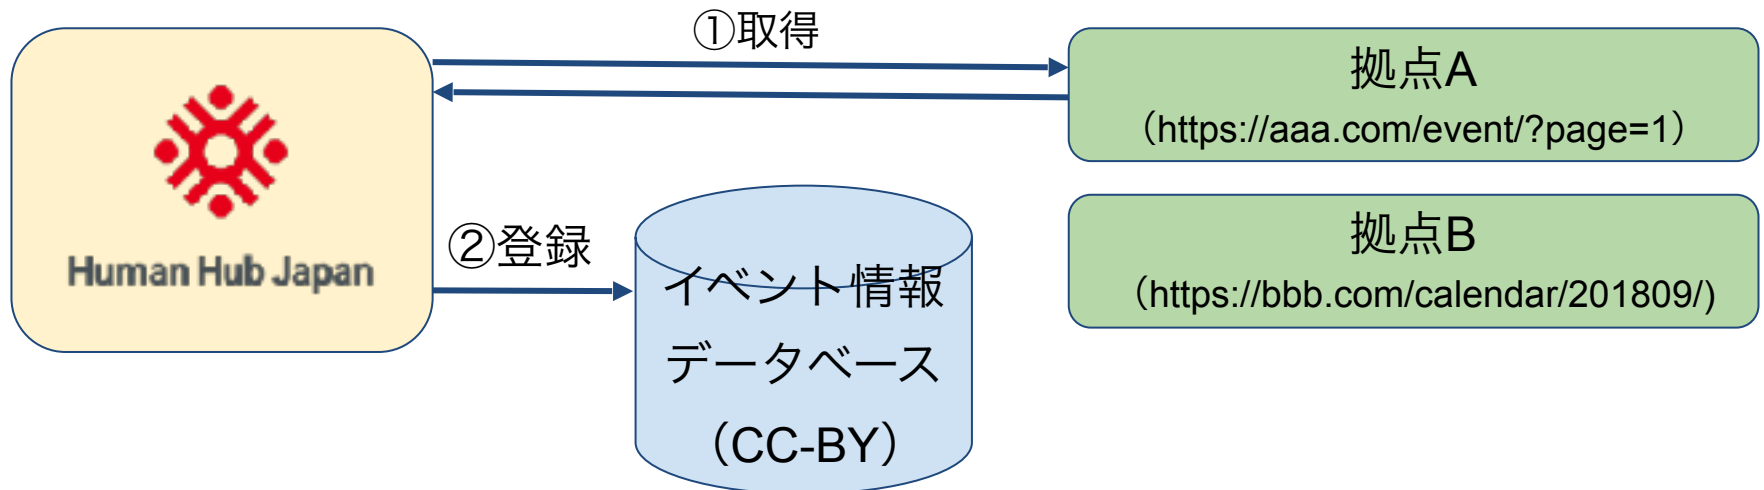 ①取得
Human Hub Japan
②登録
イベント情報
データベース
（CC-BY）
拠点A
（https://aaa.com/event/?page=1）
拠点B
（https://bbb.com/calendar/201809/)